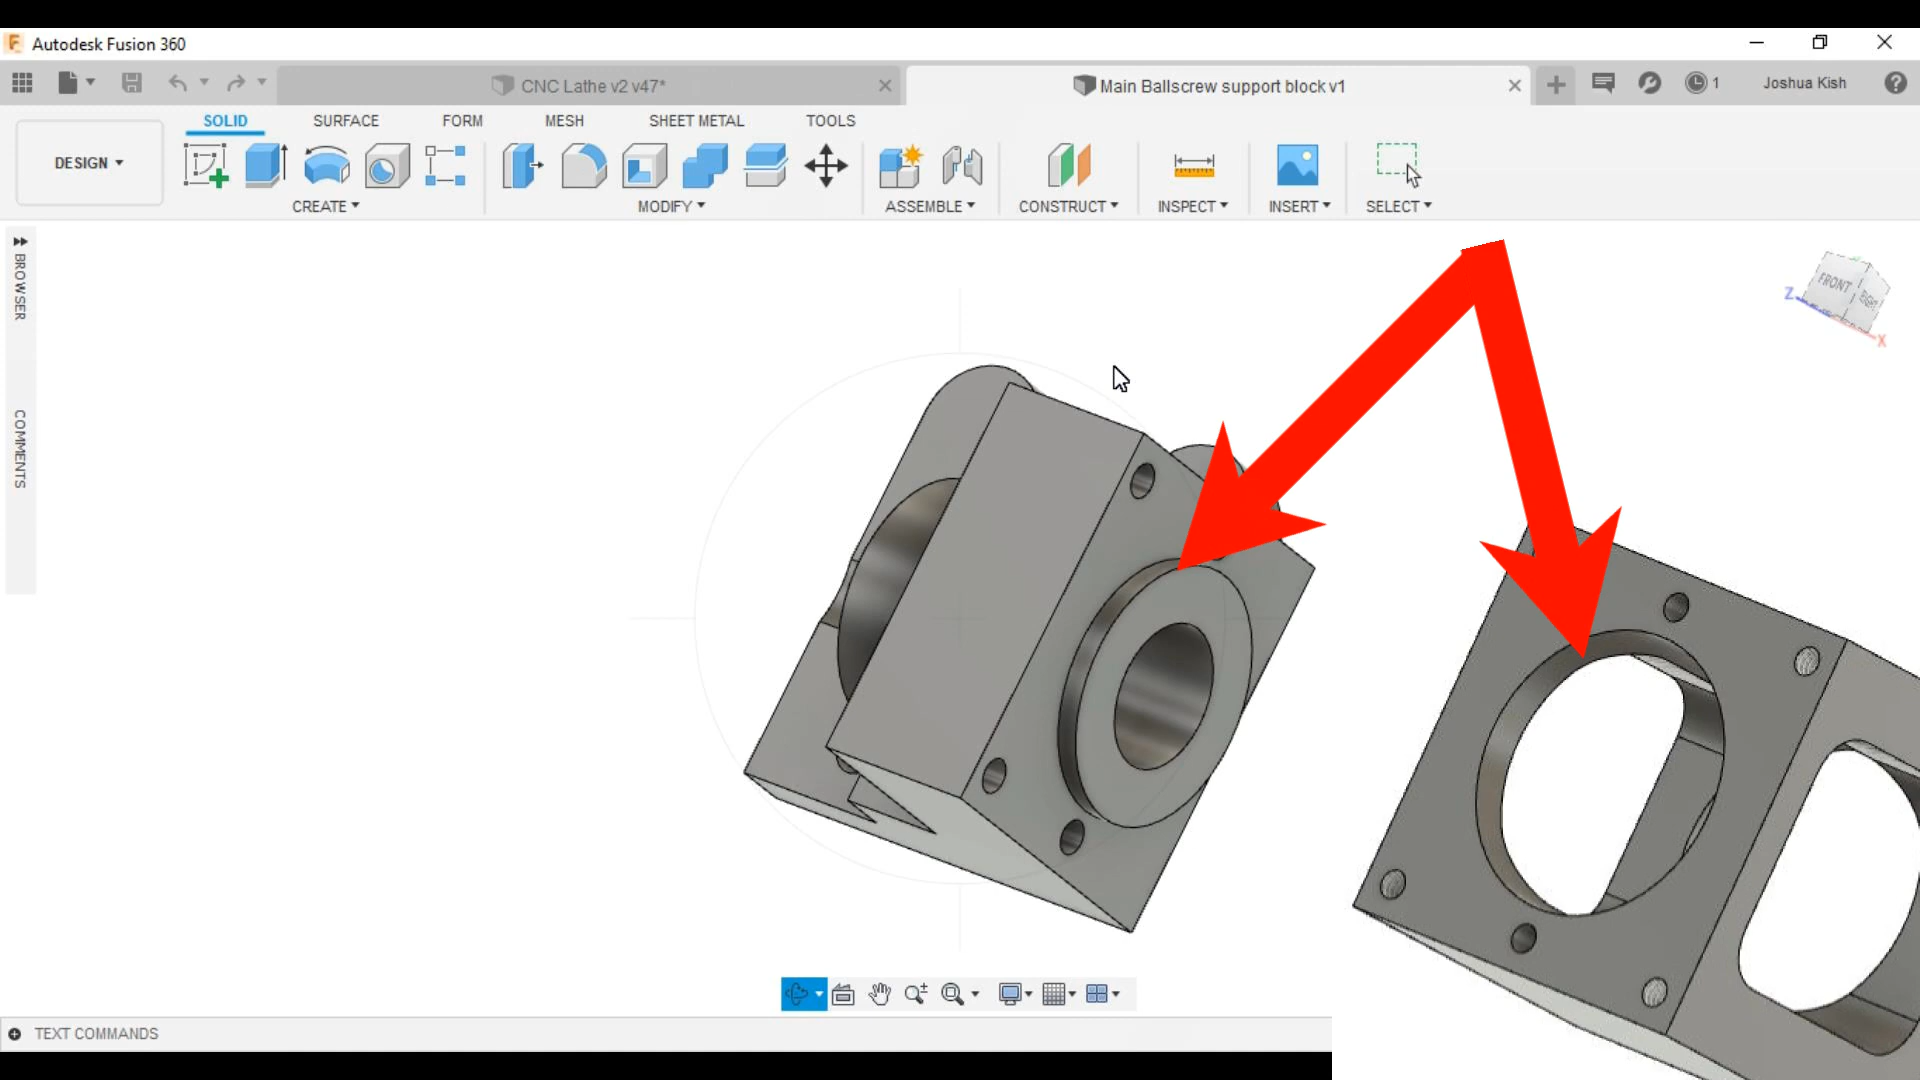 Autodesk Fusion 360
CNC Lathe v2 v47*
Main Ballscrew support block v1
1
Joshua Kish
DESIGN
SOLID
SURFACE
FORM
MESH
SHEET METAL
TOOLS
CREATE
MODIFY
ASSEMBLE
CONSTRUCT
INSPECT
INSERT
SELECT
BROWSER
COMMENTS
FRONT
RIGHT
Z
X
TEXT COMMANDS